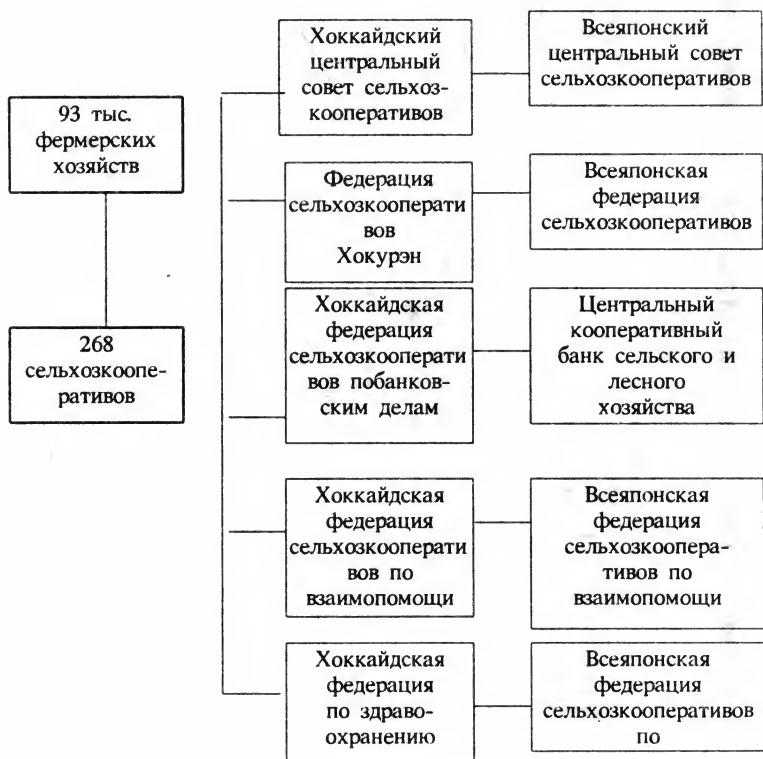 93 тыс.
фермерских
хозяйств
268
сельхозкоопе-
ративов
Хоккайдский
центральный
совет сельхоз-
кооперативов
Всеяпонский
центральный совет
сельхозкооперативов
Федерация
сельхозкооперати
вов
Хокурэн
Всеяпонская
федерация
сельхозкооперативов
Хоккайдская
федерация
сельхозкооперати
вов побанков-
ским делам
Центральный
кооперативный
банк сельского и
лесного
хозяйства
Хоккайдская
федерация
сельхозкооперати
вов по
взаимопомощи
Всеяпонская
федерация
сельхозкоопера-
тивов по
взаимопомощи
Хоккайдская
федерация
по здраво-
охранению
Всеяпонская
федерация
сельхозкооперативов
по